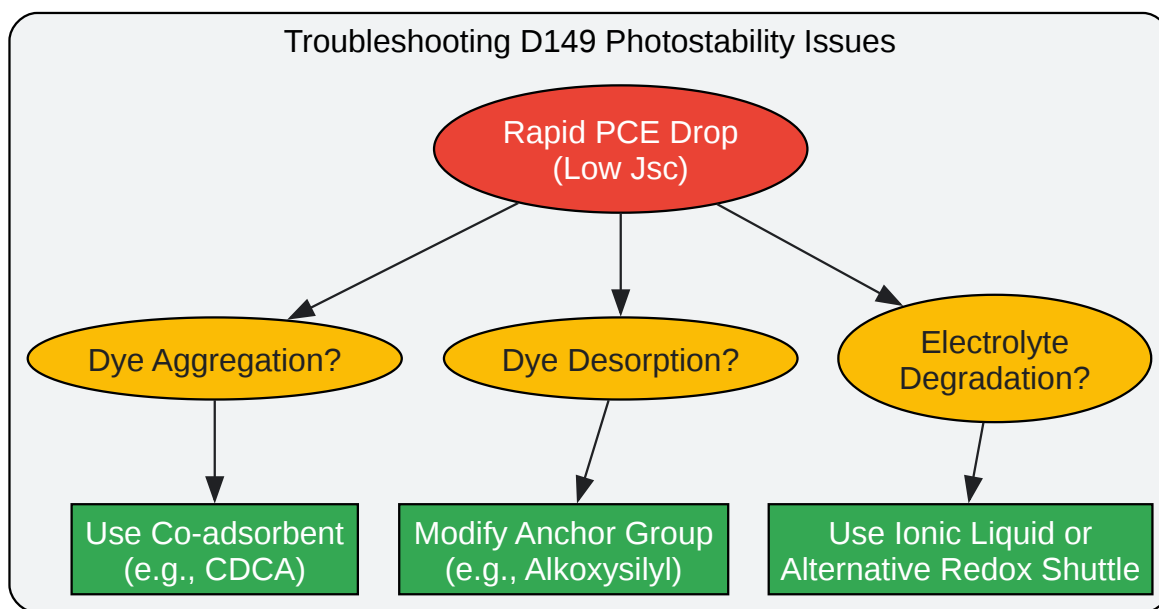 Troubleshooting D149 Photostability Issues
Rapid PCE Drop
(Low Jsc)
Dye Aggregation?
Dye Desorption?
Electrolyte
Degradation?
Use Co-adsorbent
(e.g., CDCA)
Modify Anchor Group
(e.g., Alkoxysilyl)
Use Ionic Liquid or
Alternative Redox Shuttle